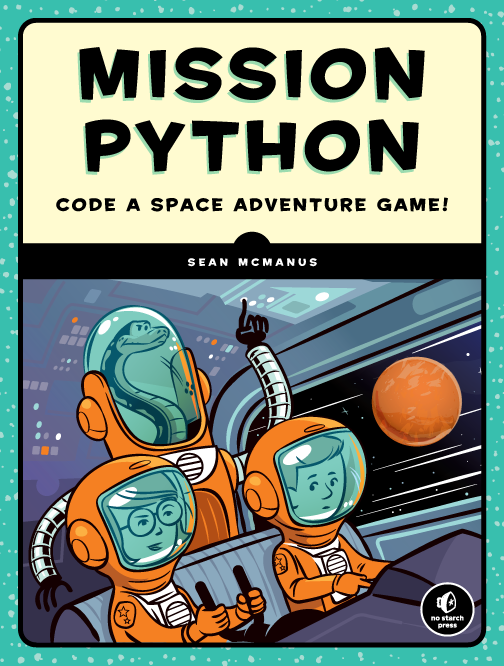 MISSION
PYTHON
CODE A SPACE ADVENTURE GAME!
SEAN MCMANUS
no starch
press